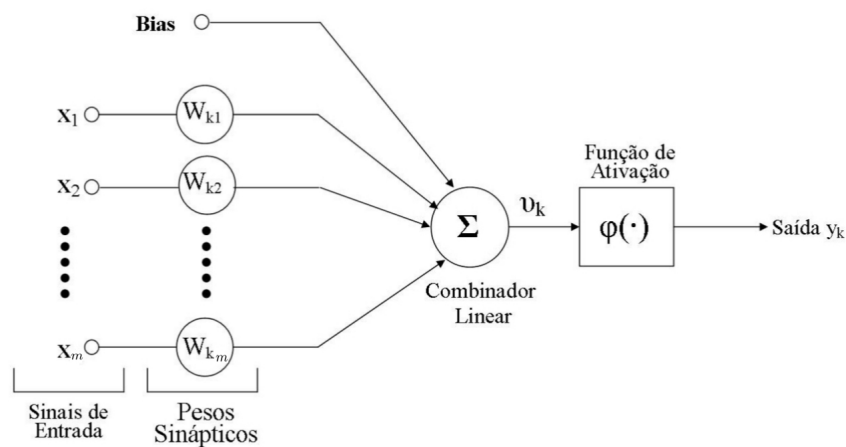 Bias
x1
Wk1
x2
Wk2
xm
Wkm
Σ
υk
Combinador
Linear
Função de
Ativação
φ(·)
Saída yk
Sinais de
Entrada
Pesos
Sinápticos